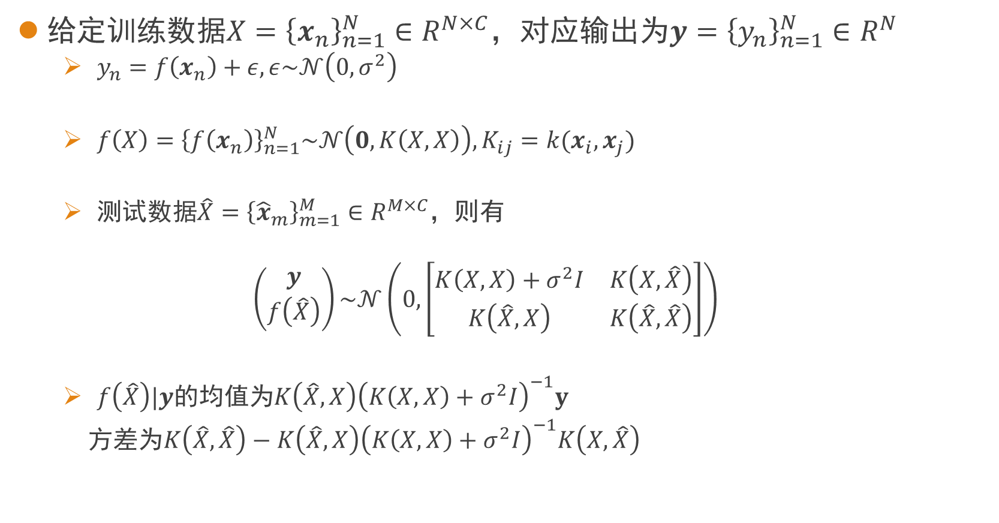 给定训练数据$X = \{\boldsymbol{x}_n\}_{n=1}^{N} \in R^{N \times C}$，对应输出为$\boldsymbol{y} = \{y_n\}_{n=1}^{N} \in R^N$
$y_n = f(\boldsymbol{x}_n) + \epsilon, \epsilon \sim \mathcal{N}(0, \sigma^2)$
$f(X) = \{f(\boldsymbol{x}_n)\}_{n=1}^{N} \sim \mathcal{N}(\mathbf{0}, K(X, X)), K_{ij} = k(\boldsymbol{x}_i, \boldsymbol{x}_j)$
测试数据$\hat{X} = \{\hat{\boldsymbol{x}}_m\}_{m=1}^{M} \in R^{M \times C}$，则有
$\begin{pmatrix} \boldsymbol{y} \\ f(\hat{X}) \end{pmatrix} \sim \mathcal{N}\left(0, \begin{bmatrix} K(X, X) + \sigma^2 I & K(X, \hat{X}) \\ K(\hat{X}, X) & K(\hat{X}, \hat{X}) \end{bmatrix}\right)$
$f(\hat{X})|\boldsymbol{y}$的均值为$K(\hat{X}, X)(K(X, X) + \sigma^2 I)^{-1}\mathbf{y}$
方差为$K(\hat{X}, \hat{X}) - K(\hat{X}, X)(K(X, X) + \sigma^2 I)^{-1}K(X, \hat{X})$